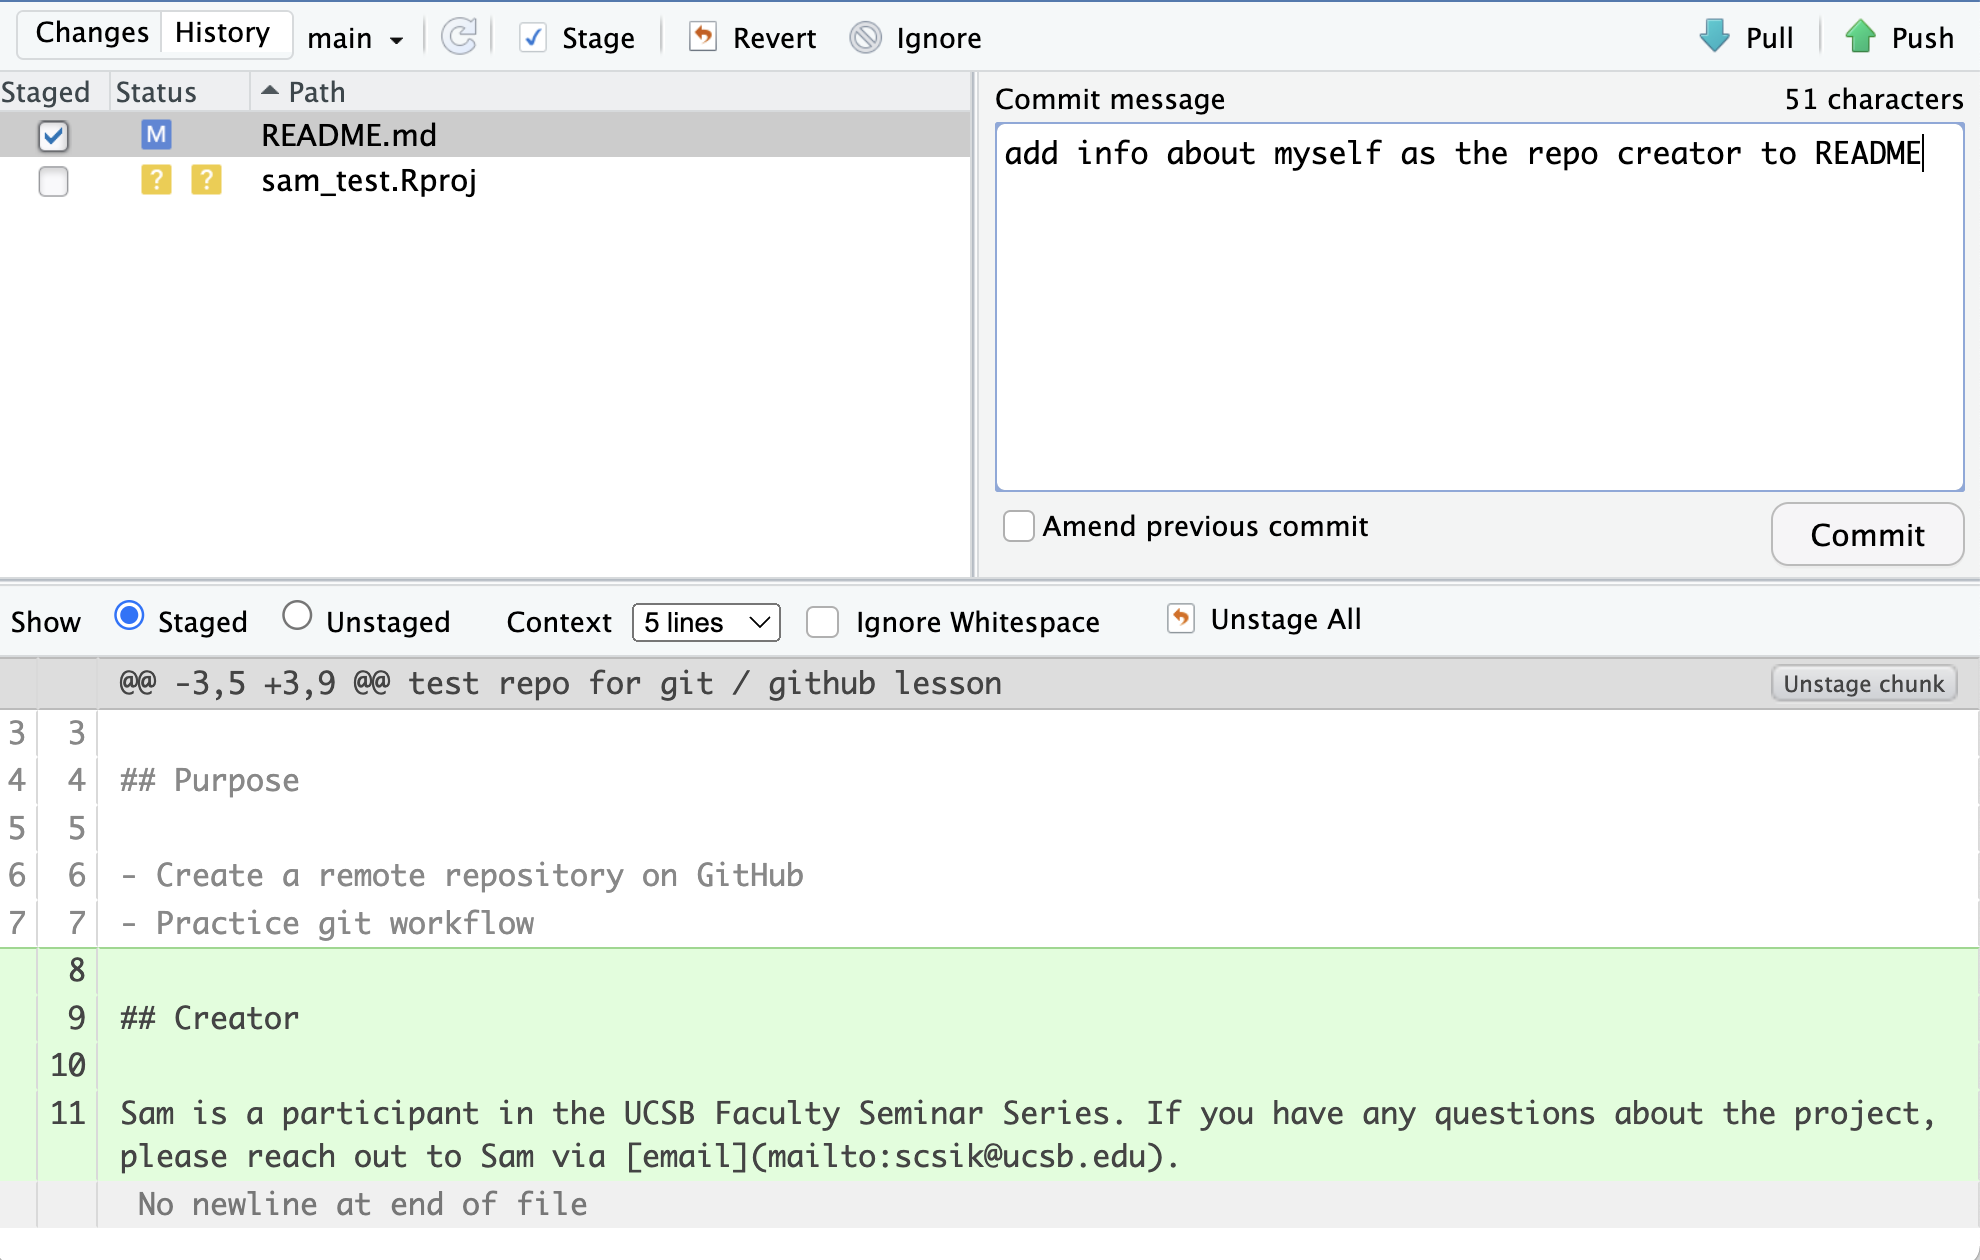 Changes History main Stage Revert Ignore Pull Push
Staged Status Path
M README.md
? ? sam_test.Rproj
Commit message 51 characters
add info about myself as the repo creator to README
Amend previous commit Commit
Show Staged Unstaged Context 5 lines Ignore Whitespace Unstage All
@@ -3,5 +3,9 @@ test repo for git / github lesson Unstage chunk
3 3
4 4 ## Purpose
5 5
6 6 - Create a remote repository on GitHub
7 7 - Practice git workflow
8
9 ## Creator
10
11 Sam is a participant in the UCSB Faculty Seminar Series. If you have any questions about the project,
please reach out to Sam via [email](mailto:scsik@ucsb.edu).
No newline at end of file